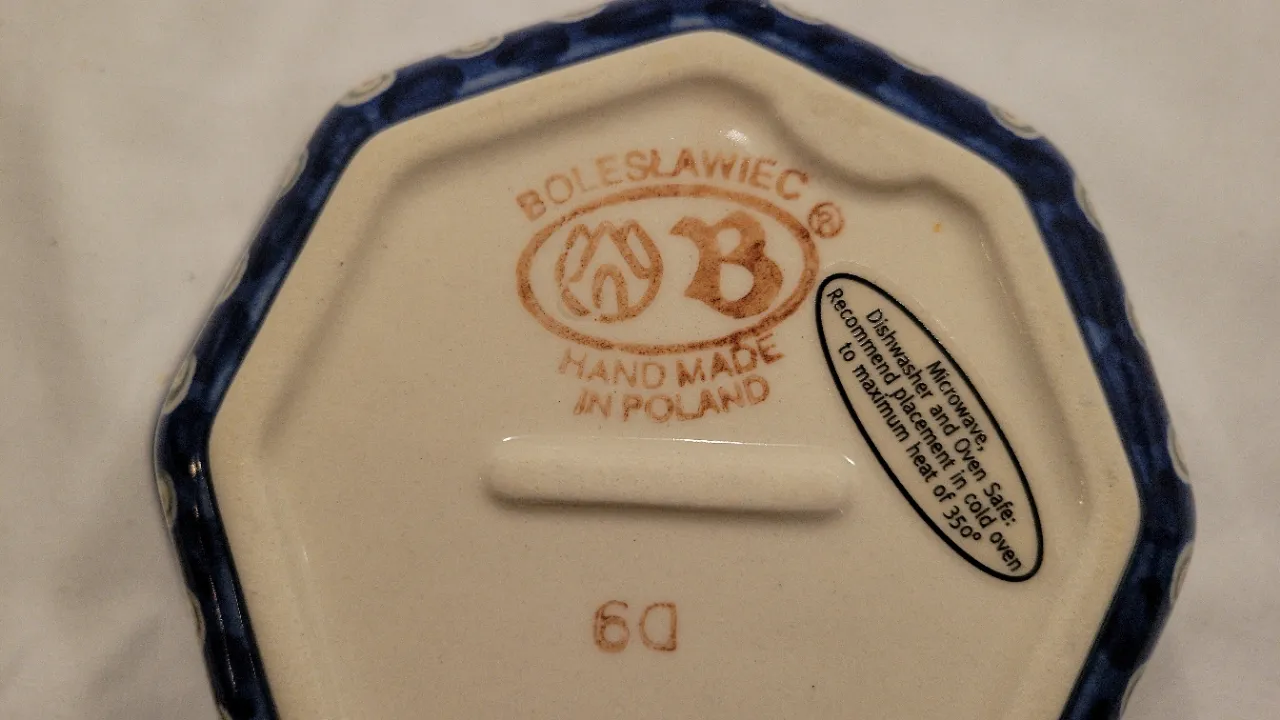 BOLESŁAWIEC
®
B
HAND MADE
IN POLAND
Microwave,
Dishwasher and Oven Safe:
Recommend placement in cold oven
to maximum heat of 350°
D9